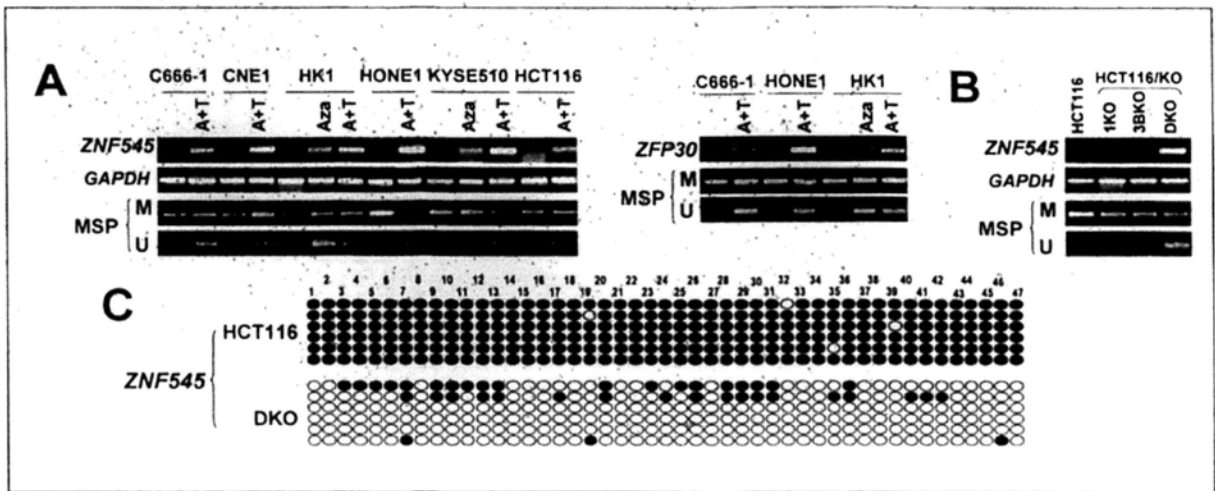 A
C666-1 CNE1 HK1 HONE1 KYSE510 HCT116
A+T A+T Aza A+T A+T Aza A+T A+T
ZNF545
GAPDH
MSP
M
U
C666-1 HONE1 HK1
A+T A+T Aza A+T
ZFP30
MSP
M
U
B
HCT116
HCT116/KO
1KO 3BKO DKO
ZNF545
GAPDH
MSP
M
U
C
2 4 6 8 10 12 14 16 18 20 22 24 26 28 30 32 34 36 38 40 42 44 46
1 3 5 7 9 11 13 15 17 19 21 23 25 27 29 31 33 35 37 39 41 43 45 47
HCT116
ZNF545
DKO